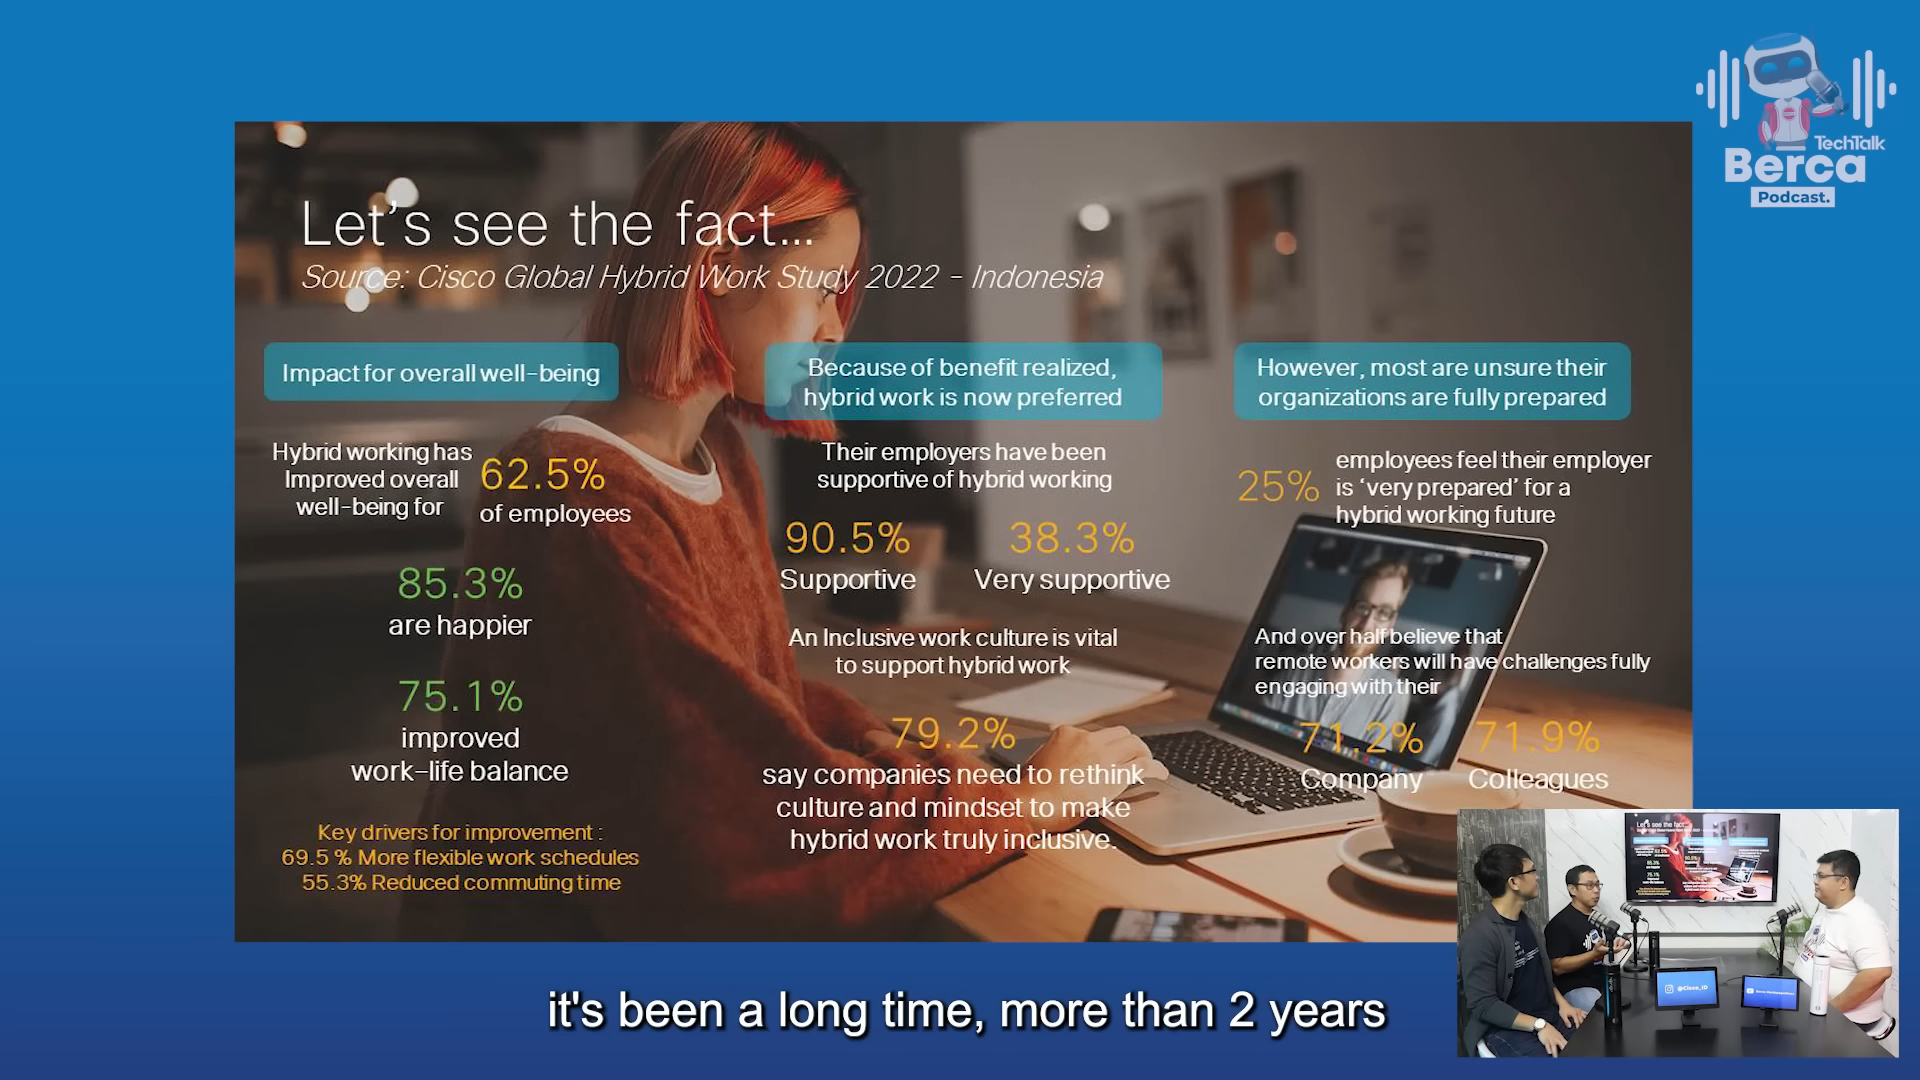 TechTalk
Berca
Podcast.
Let's see the fact...
Source: Cisco Global Hybrid Work Study 2022 - Indonesia
Impact for overall well-being
Hybrid working has
Improved overall
well-being for
62.5%
of employees
85.3%
are happier
75.1%
improved
work-life balance
Key drivers for improvement :
69.5 % More flexible work schedules
55.3% Reduced commuting time
Because of benefit realized,
hybrid work is now preferred
Their employers have been
supportive of hybrid working
90.5%
Supportive
38.3%
Very supportive
An Inclusive work culture is vital
to support hybrid work
79.2%
say companies need to rethink
culture and mindset to make
hybrid work truly inclusive.
However, most are unsure their
organizations are fully prepared
25%
employees feel their employer
is ‘very prepared’ for a
hybrid working future
And over half believe that
remote workers will have challenges fully
engaging with their
71.2%
Company
71.9%
Colleagues
Let's see the fact...
@Cisco_ID
it's been a long time, more than 2 years